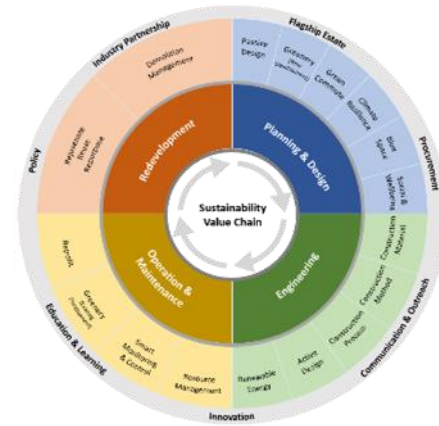 Industry Partnership
Flagship Estate
Procurement
Communication & Outreach
Innovation
Education & Learning
Policy
Sustainability
Value Chain
Planning & Design
Passive
Design
Greenery
Green
Commute
Climate
Resilience
Blue
Space
Social &
Wellbeing
Engineering
Construction
Material
Construction
Method
Construction
Process
Active
Design
Renewable
Energy
Operation &
Maintenance
Resource
Management
Smart
Monitoring
& Control
Greenery
Retrofit
Redevelopment
Rejuvenate
Reuse
Repurpose
Demolition
Management